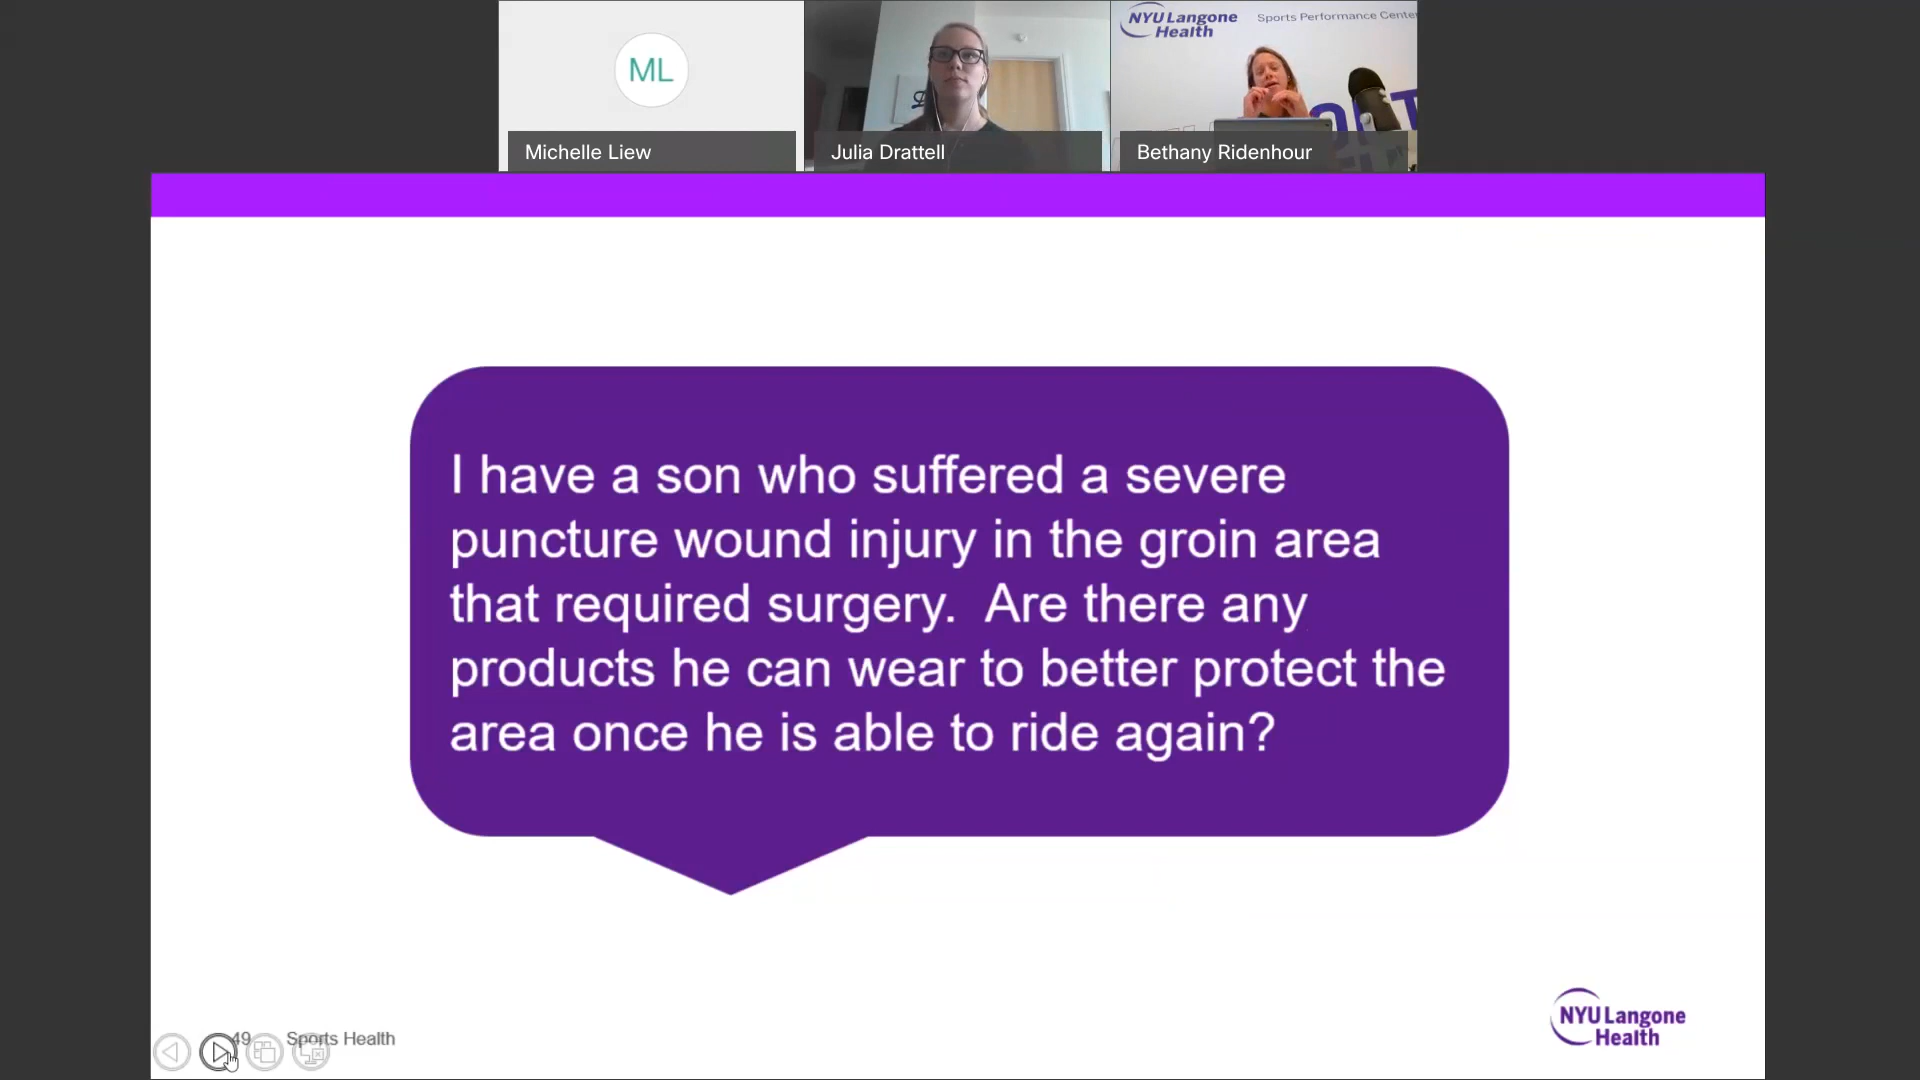 ML
Michelle Liew
Julia Drattell
NYU Langone
Health
Sports Performance Center
Bethany Ridenhour
I have a son who suffered a severe
puncture wound injury in the groin area
that required surgery.  Are there any
products he can wear to better protect the
area once he is able to ride again?
49 Sports Health
NYU Langone
Health